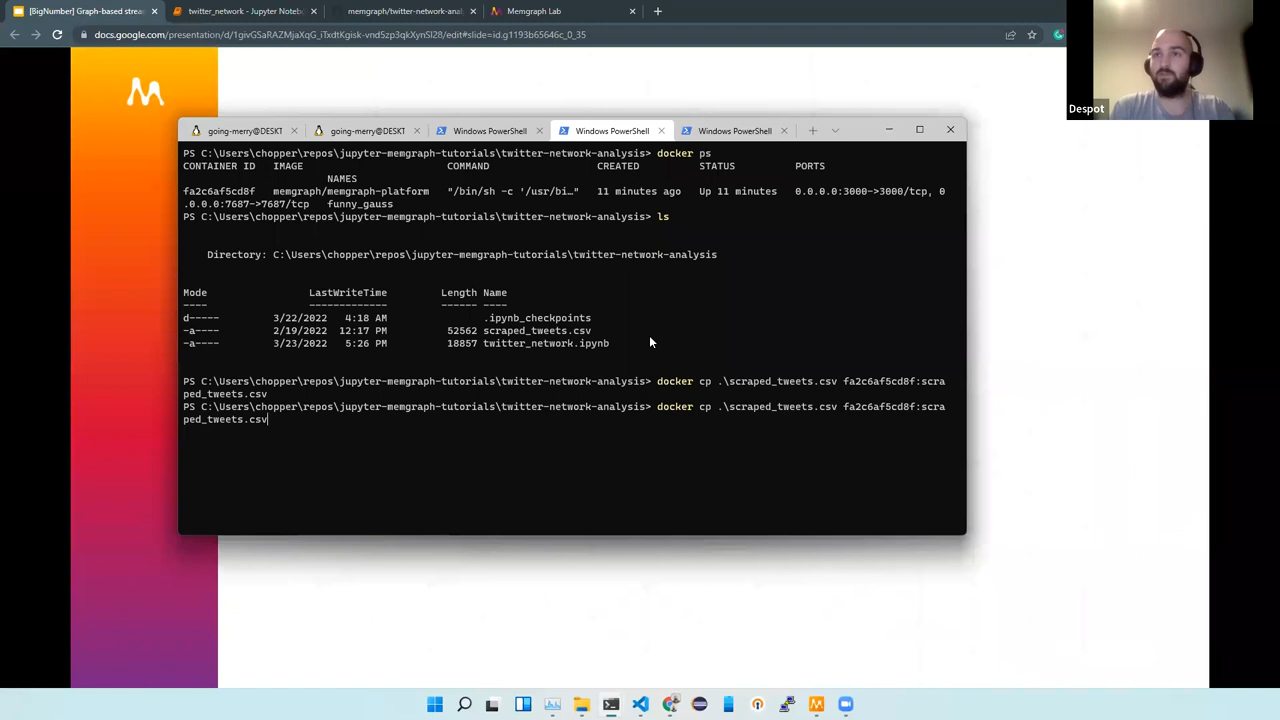 [BigNumber] Graph-based strea
twitter_network - Jupyter Noteb
memgraph/twitter-network-anal
Memgraph Lab
docs.google.com/presentation/d/1givGSaRAZMjaXqG_iTxdtKgisk-vnd5zp3qkXynSl28/edit#slide=id.g1193b65646c_0_35
Despot
going-merry@DESKT
going-merry@DESKT
Windows PowerShell
Windows PowerShell
Windows PowerShell
PS C:\Users\chopper\repos\jupyter-memgraph-tutorials\twitter-network-analysis> docker ps
CONTAINER ID IMAGE COMMAND CREATED STATUS PORTS
NAMES
fa2c6af5cd8f memgraph/memgraph-platform "/bin/sh -c '/usr/bi…" 11 minutes ago Up 11 minutes 0.0.0.0:3000->3000/tcp, 0
.0.0.0:7687->7687/tcp funny_gauss
PS C:\Users\chopper\repos\jupyter-memgraph-tutorials\twitter-network-analysis> ls
Directory: C:\Users\chopper\repos\jupyter-memgraph-tutorials\twitter-network-analysis
Mode LastWriteTime Length Name
---- ------------- ------ ----
d----- 3/22/2022 4:18 AM .ipynb_checkpoints
-a---- 2/19/2022 12:17 PM 52562 scraped_tweets.csv
-a---- 3/23/2022 5:26 PM 18857 twitter_network.ipynb
PS C:\Users\chopper\repos\jupyter-memgraph-tutorials\twitter-network-analysis> docker cp .\scraped_tweets.csv fa2c6af5cd8f:scra
ped_tweets.csv
PS C:\Users\chopper\repos\jupyter-memgraph-tutorials\twitter-network-analysis> docker cp .\scraped_tweets.csv fa2c6af5cd8f:scra
ped_tweets.csv